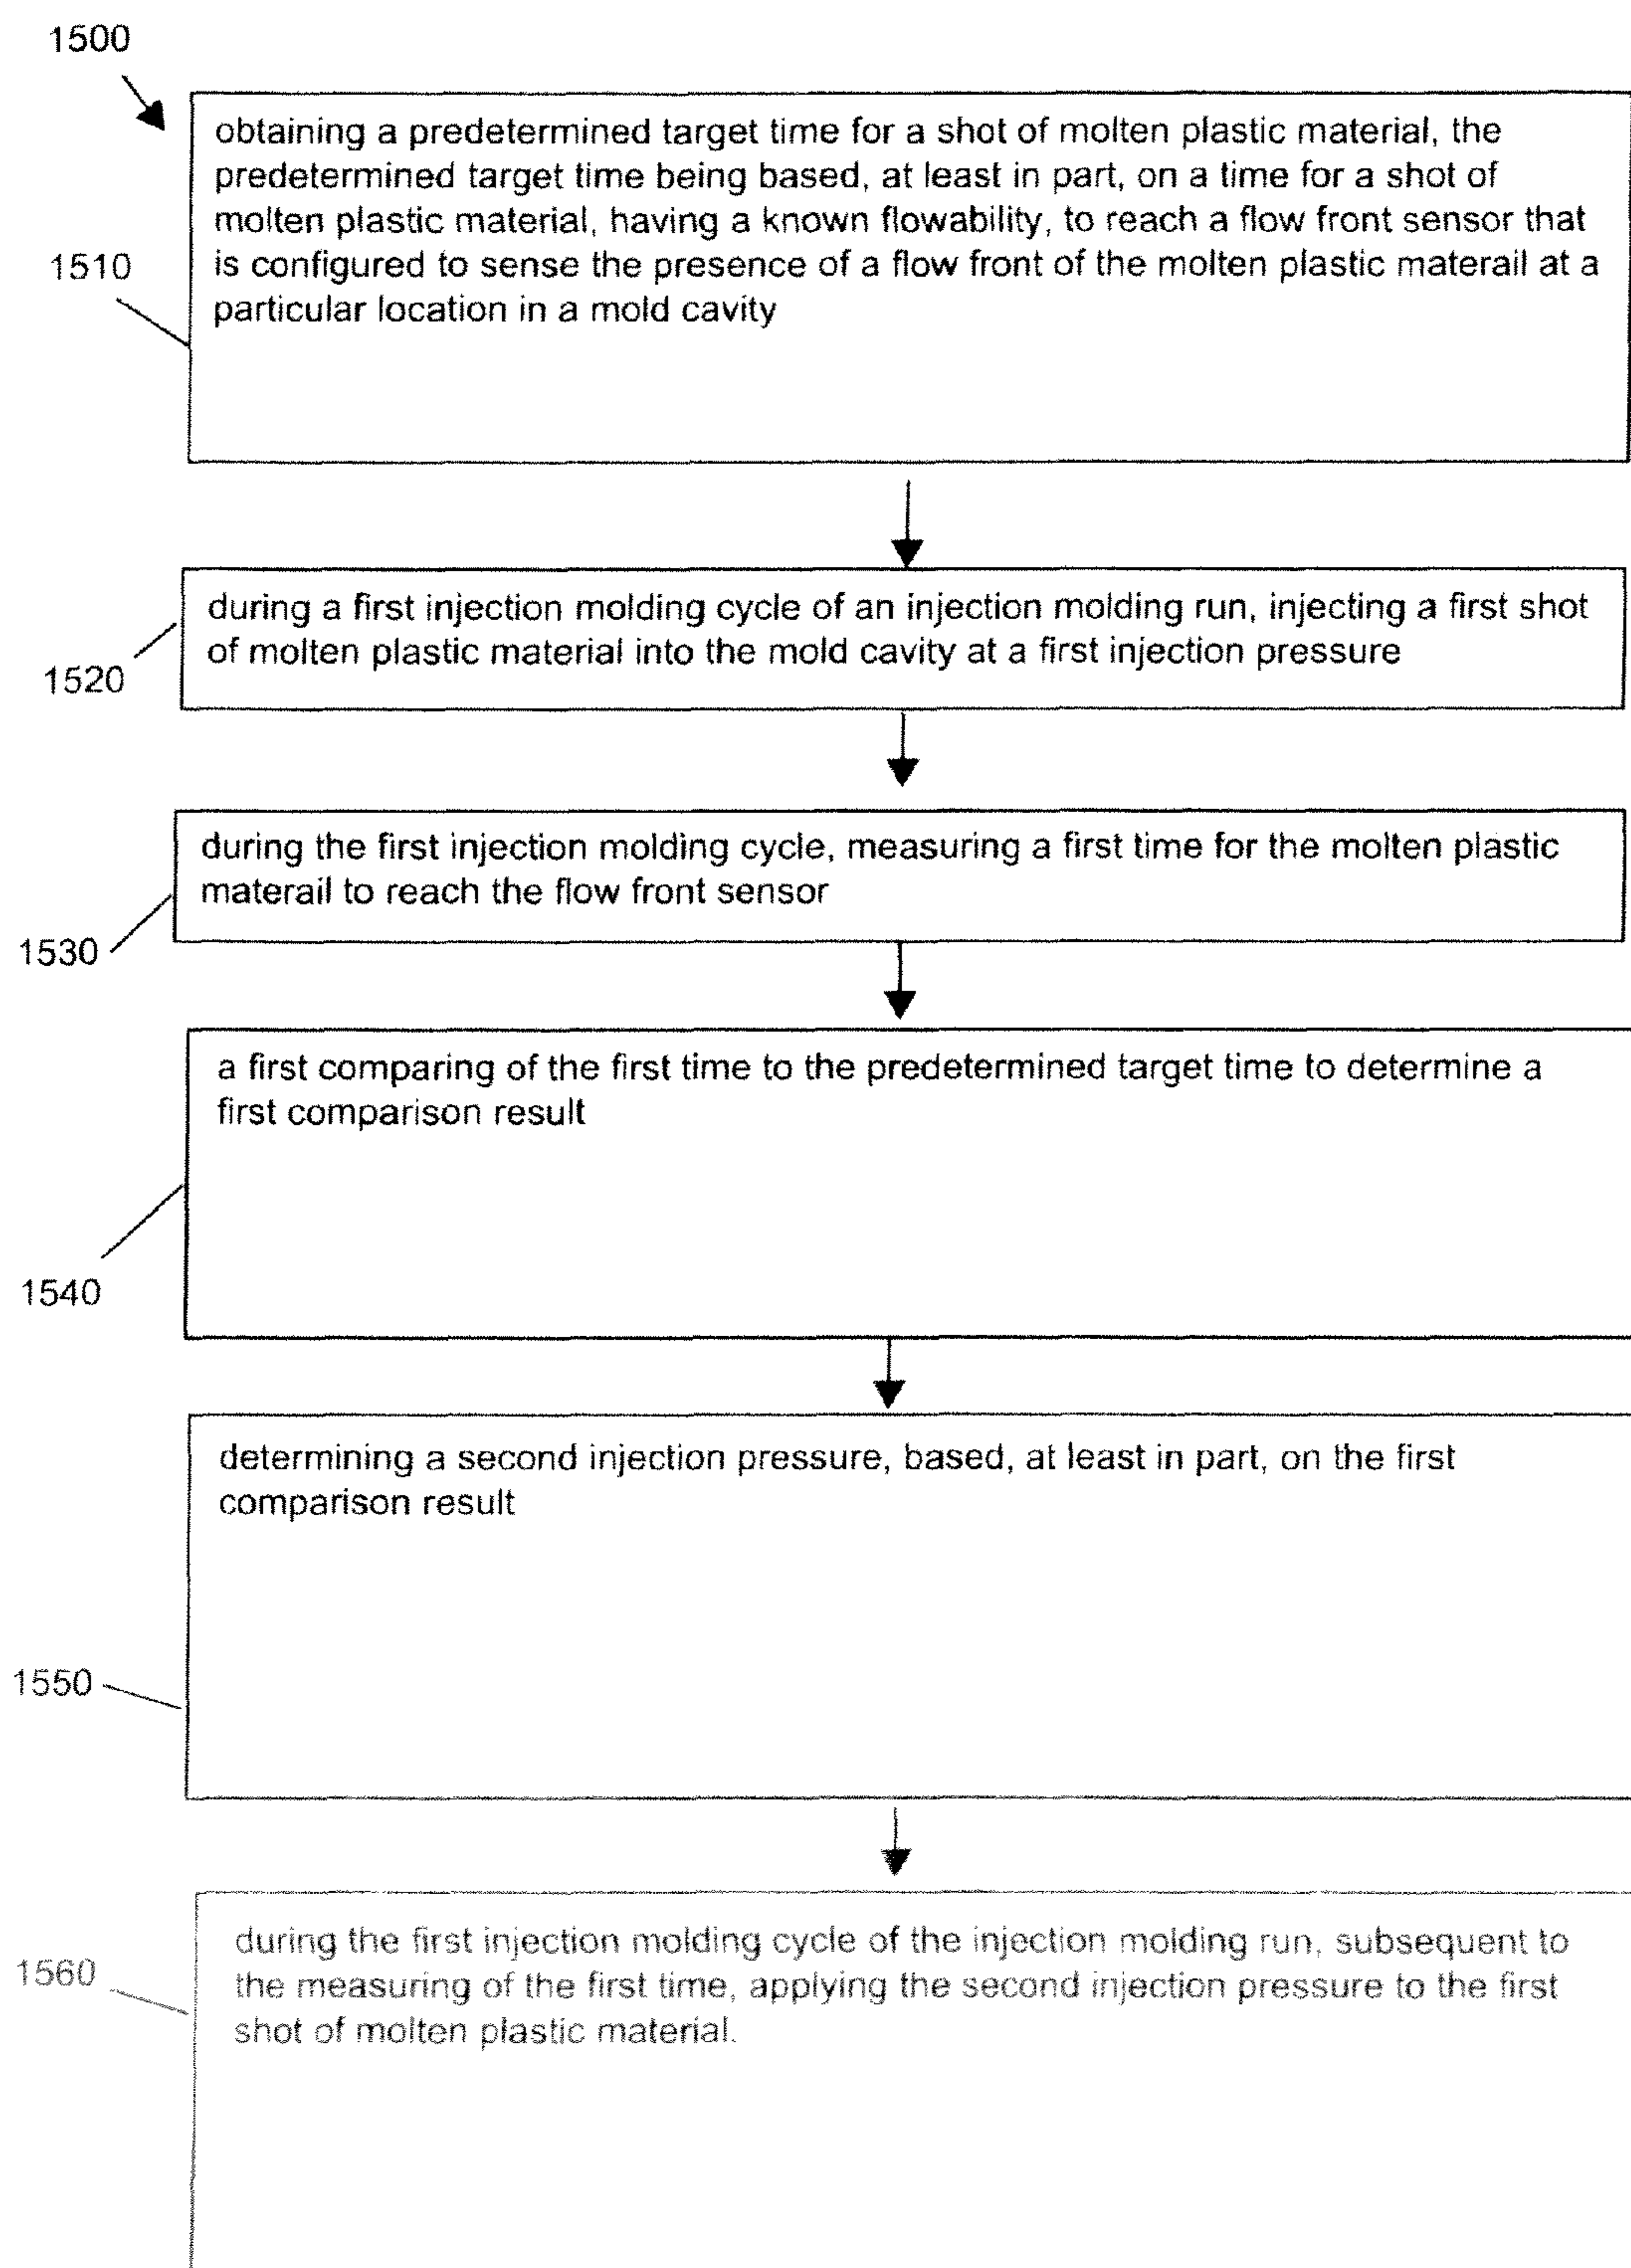 1500
obtaining a predetermined target time for a shot of molten plastic material, the
predetermined target time being based, at least in part, on a time for a shot of
molten plastic material, having a known flowability, to reach a flow front sensor that
is configured to sense the presence of a flow front of the molten plastic materail at a
particular location in a mold cavity
1510
during a first injection molding cycle of an injection molding run, injecting a first shot
of molten plastic material into the mold cavity at a first injection pressure
1520
during the first injection molding cycle, measuring a first time for the molten plastic
materail to reach the flow front sensor
1530
a first comparing of the first time to the predetermined target time to determine a
first comparison result
1540
determining a second injection pressure, based, at least in part, on the first
comparison result
1550
during the first injection molding cycle of the injection molding run, subsequent to
the measuring of the first time, applying the second injection pressure to the first
shot of molten plastic material.
1560